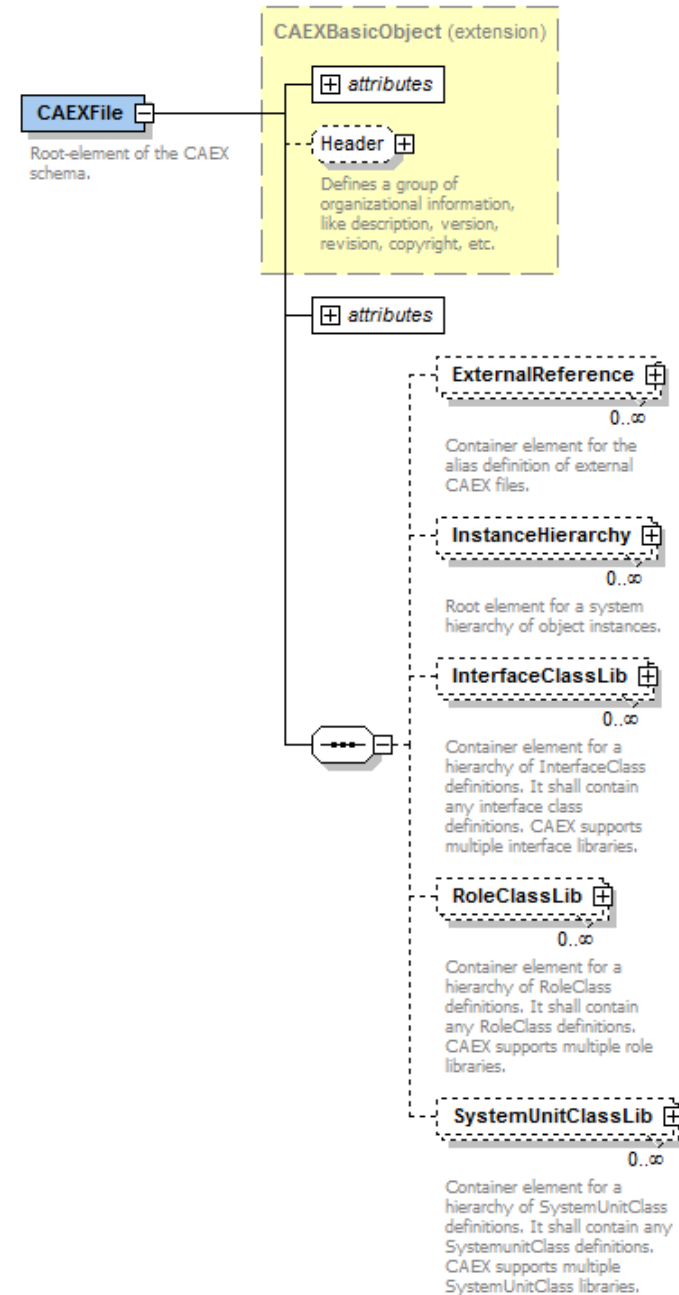 CAEXBasicObject (extension)
attributes
CAEXFile
Root-element of the CAEX
schema.
Header
Defines a group of
organizational information,
like description, version,
revision, copyright, etc.
attributes
ExternalReference
0..∞
Container element for the
alias definition of external
CAEX files.
InstanceHierarchy
0..∞
Root element for a system
hierarchy of object instances.
InterfaceClassLib
0..∞
Container element for a
hierarchy of InterfaceClass
definitions. It shall contain
any interface class
definitions. CAEX supports
multiple interface libraries.
RoleClassLib
0..∞
Container element for a
hierarchy of RoleClass
definitions. It shall contain
any RoleClass definitions.
CAEX supports multiple role
libraries.
SystemUnitClassLib
0..∞
Container element for a
hierarchy of SystemUnitClass
definitions. It shall contain any
SystemunitClass definitions.
CAEX supports multiple
SystemUnitClass libraries.